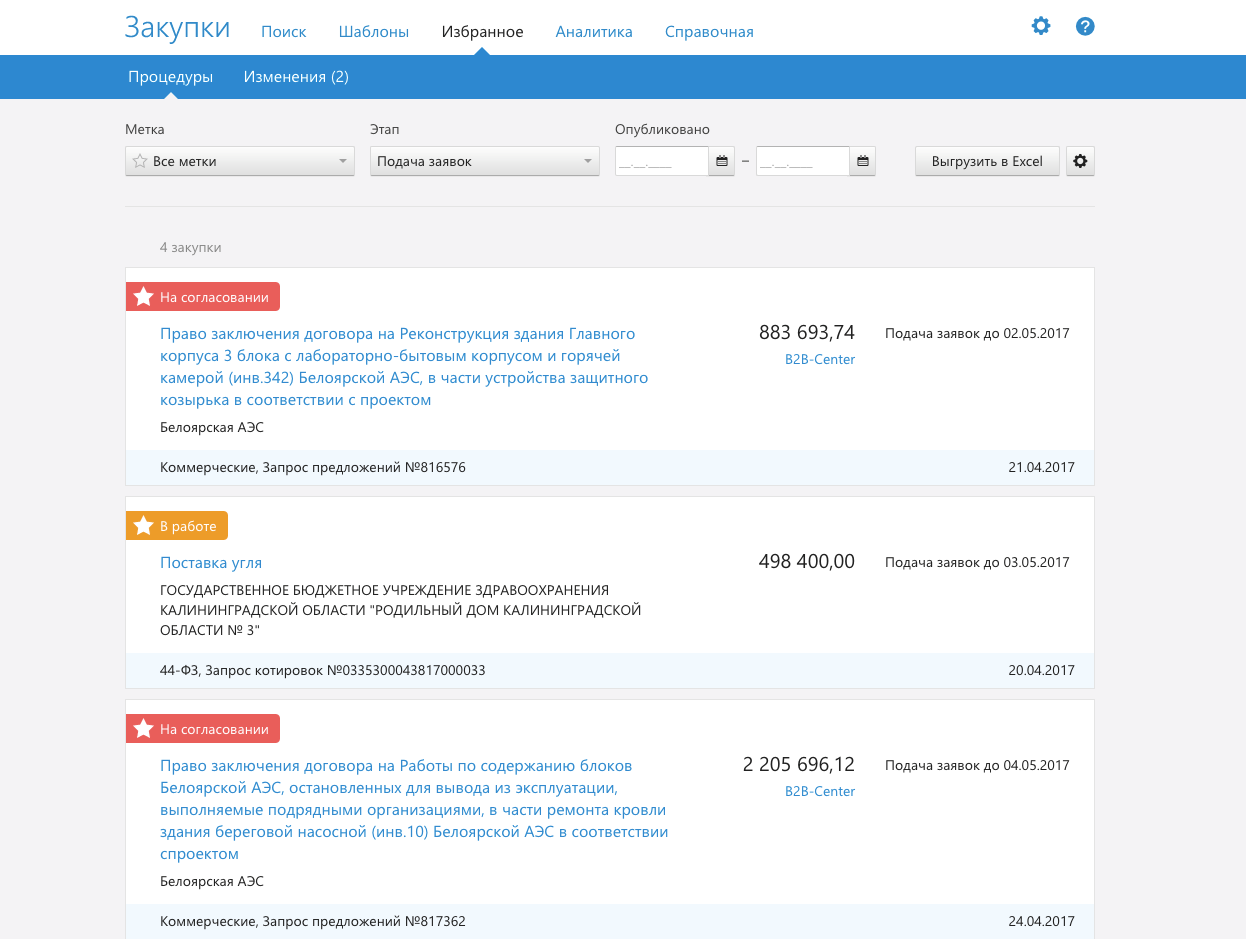 Закупки Поиск Шаблоны Избранное Аналитика Справочная
Процедуры Изменения (2)
Метка Этап Опубликовано
Все метки Подача заявок __.__.____ – __.__.____ Выгрузить в Excel
4 закупки
На согласовании
Право заключения договора на Реконструкция здания Главного 883 693,74 Подача заявок до 02.05.2017
корпуса 3 блока с лабораторно-бытовым корпусом и горячей B2B-Center
камерой (инв.342) Белоярской АЭС, в части устройства защитного
козырька в соответствии с проектом
Белоярская АЭС
Коммерческие, Запрос предложений №816576 21.04.2017
В работе
Поставка угля 498 400,00 Подача заявок до 03.05.2017
ГОСУДАРСТВЕННОЕ БЮДЖЕТНОЕ УЧРЕЖДЕНИЕ ЗДРАВООХРАНЕНИЯ
КАЛИНИНГРАДСКОЙ ОБЛАСТИ "РОДИЛЬНЫЙ ДОМ КАЛИНИНГРАДСКОЙ
ОБЛАСТИ № 3"
44-ФЗ, Запрос котировок №0335300043817000033 20.04.2017
На согласовании
Право заключения договора на Работы по содержанию блоков 2 205 696,12 Подача заявок до 04.05.2017
Белоярской АЭС, остановленных для вывода из эксплуатации, B2B-Center
выполняемые подрядными организациями, в части ремонта кровли
здания береговой насосной (инв.10) Белоярской АЭС в соответствии
спроектом
Белоярская АЭС
Коммерческие, Запрос предложений №817362 24.04.2017